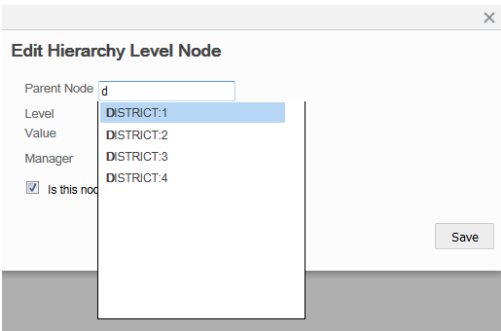 Edit Hierarchy Level Node
Parent Node d
Level DISTRICT:1
Value DISTRICT:2
DISTRICT:3
Manager
DISTRICT:4
Is this nod
Save